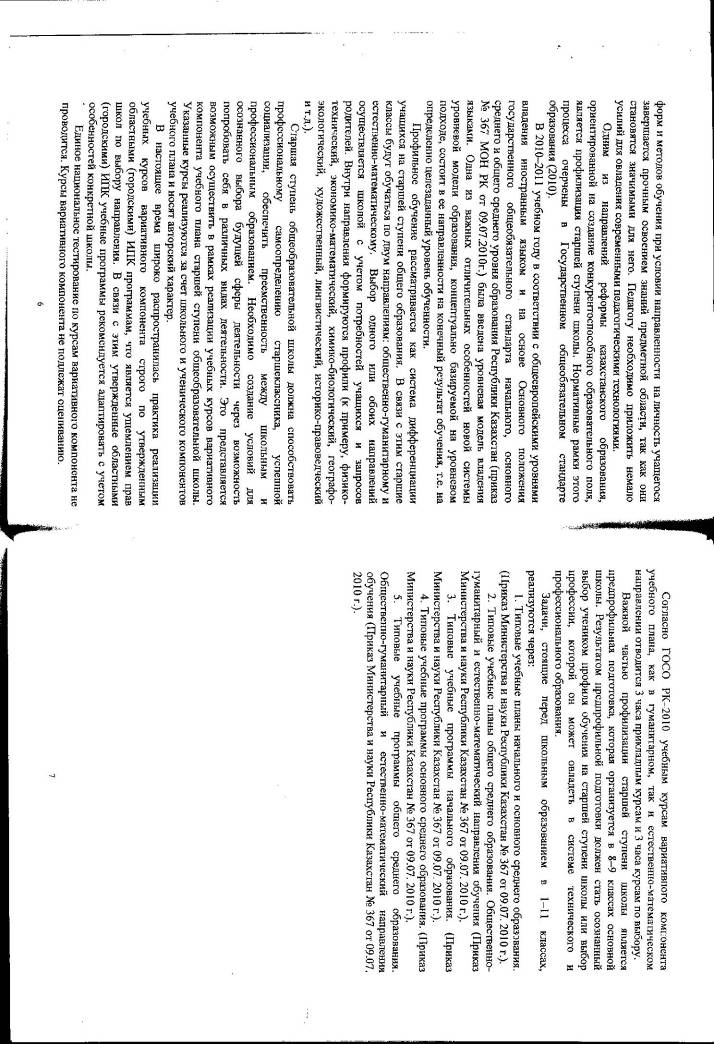 форм и методов обучения при условии направленности на личность учащегося
завершается прочным освоением знаний предметной области, так как они
становятся значимыми для него. Педагогу необходимо приложить немало
усилий для овладения современными педагогическими технологиями.
Одним из направлений реформы казахстанского образования,
ориентированной на создание конкурентоспособного образовательного поля,
является профилизация старшей ступени школы. Нормативные рамки этого
процесса очерчены в Государственном общеобязательном стандарте
образования (2010).
В 2010–2011 учебном году в соответствии с общеевропейскими уровнями
владения иностранным языком и на основе Основного положения
государственного общеобязательного стандарта начального, основного
среднего и общего среднего уровня образования Республики Казахстан (приказ
№ 367 МОН РК от 09.07.2010г.) была введена уровневая модель владения
языками. Одна из важных отличительных особенностей новой системы
уровневой модели образования, концептуально базируемой на уровневом
подходе, состоит в ее направленности на конечный результат обучения, т.е. на
определенно целезаданный уровень обученности.
Профильное обучение рассматривается как система дифференциации
учащихся на старшей ступени общего образования. В связи с этим старшие
классы будут обучаться по двум направлениям: общественно-гуманитарному и
естественно-математическому. Выбор одного или обоих направлений
осуществляется школой с учетом потребностей учащихся и запросов
родителей. Внутри направления формируются профили (к примеру, физико-
технический, экономико-математический, химико-биологический, географо-
экологический, художественный, лингвистический, историко-правоведческий
и т.д.).
Старшая ступень общеобразовательной школы должна способствовать
профессиональному самоопределению старшеклассника, успешной
социализации, обеспечить преемственность между школьным и
профессиональным образованием. Необходимо создание условий для
осознанного выбора будущей сферы деятельности через возможность
попробовать себя в различных видах деятельности. Это представляется
возможным осуществить в рамках реализации учебных курсов вариативного
компонента учебного плана старшей ступени общеобразовательной школы.
Указанные курсы реализуются за счет школьного и ученического компонентов
учебного плана и носят авторский характер.
В настоящее время широко распространилась практика реализации
учебных курсов вариативного компонента строго по утвержденным
областными (городскими) ИПК программам, что является ущемлением прав
школ по выбору направления. В связи с этим утвержденные областными
(городскими) ИПК учебные программы рекомендуется адаптировать с учетом
особенностей конкретной школы.
Единое национальное тестирование по курсам вариативного компонента не
проводится. Курсы вариативного компонента не подлежат оцениванию.
6
Согласно ГОСО РК–2010 учебным курсам вариативного компонента
учебного плана, как в гуманитарном, так и естественно-математическом
направлении отводится 3 часа прикладным курсам и 3 часа курсам по выбору.
Важной частью профилизации старшей ступени школы является
предпрофильная подготовка, которая организуется в 8–9 классах основной
школы. Результатом предпрофильной подготовки должен стать осознанный
выбор учеником профиля обучения на старшей ступени школы или выбор
профессии, которой он может овладеть в системе технического и
профессионального образования.
Задачи, стоящие перед школьным образованием в 1–11 классах,
реализуются через:
1. Типовые учебные планы начального и основного среднего образования.
(Приказ Министерства и науки Республики Казахстан № 367 от 09.07. 2010 г.).
2. Типовые учебные планы общего среднего образования. Общественно-
гуманитарный и естественно-математический направления обучения (Приказ
Министерства и науки Республики Казахстан № 367 от 09.07. 2010 г.).
3. Типовые учебные программы начального образования. (Приказ
Министерства и науки Республики Казахстан № 367 от 09.07. 2010 г.).
4. Типовые учебные программы основного среднего образования. (Приказ
Министерства и науки Республики Казахстан № 367 от 09.07. 2010 г.).
5. Типовые учебные программы общего среднего образования.
Общественно-гуманитарный и естественно-математический направления
обучения (Приказ Министерства и науки Республики Казахстан № 367 от 09.07.
2010 г.).
7